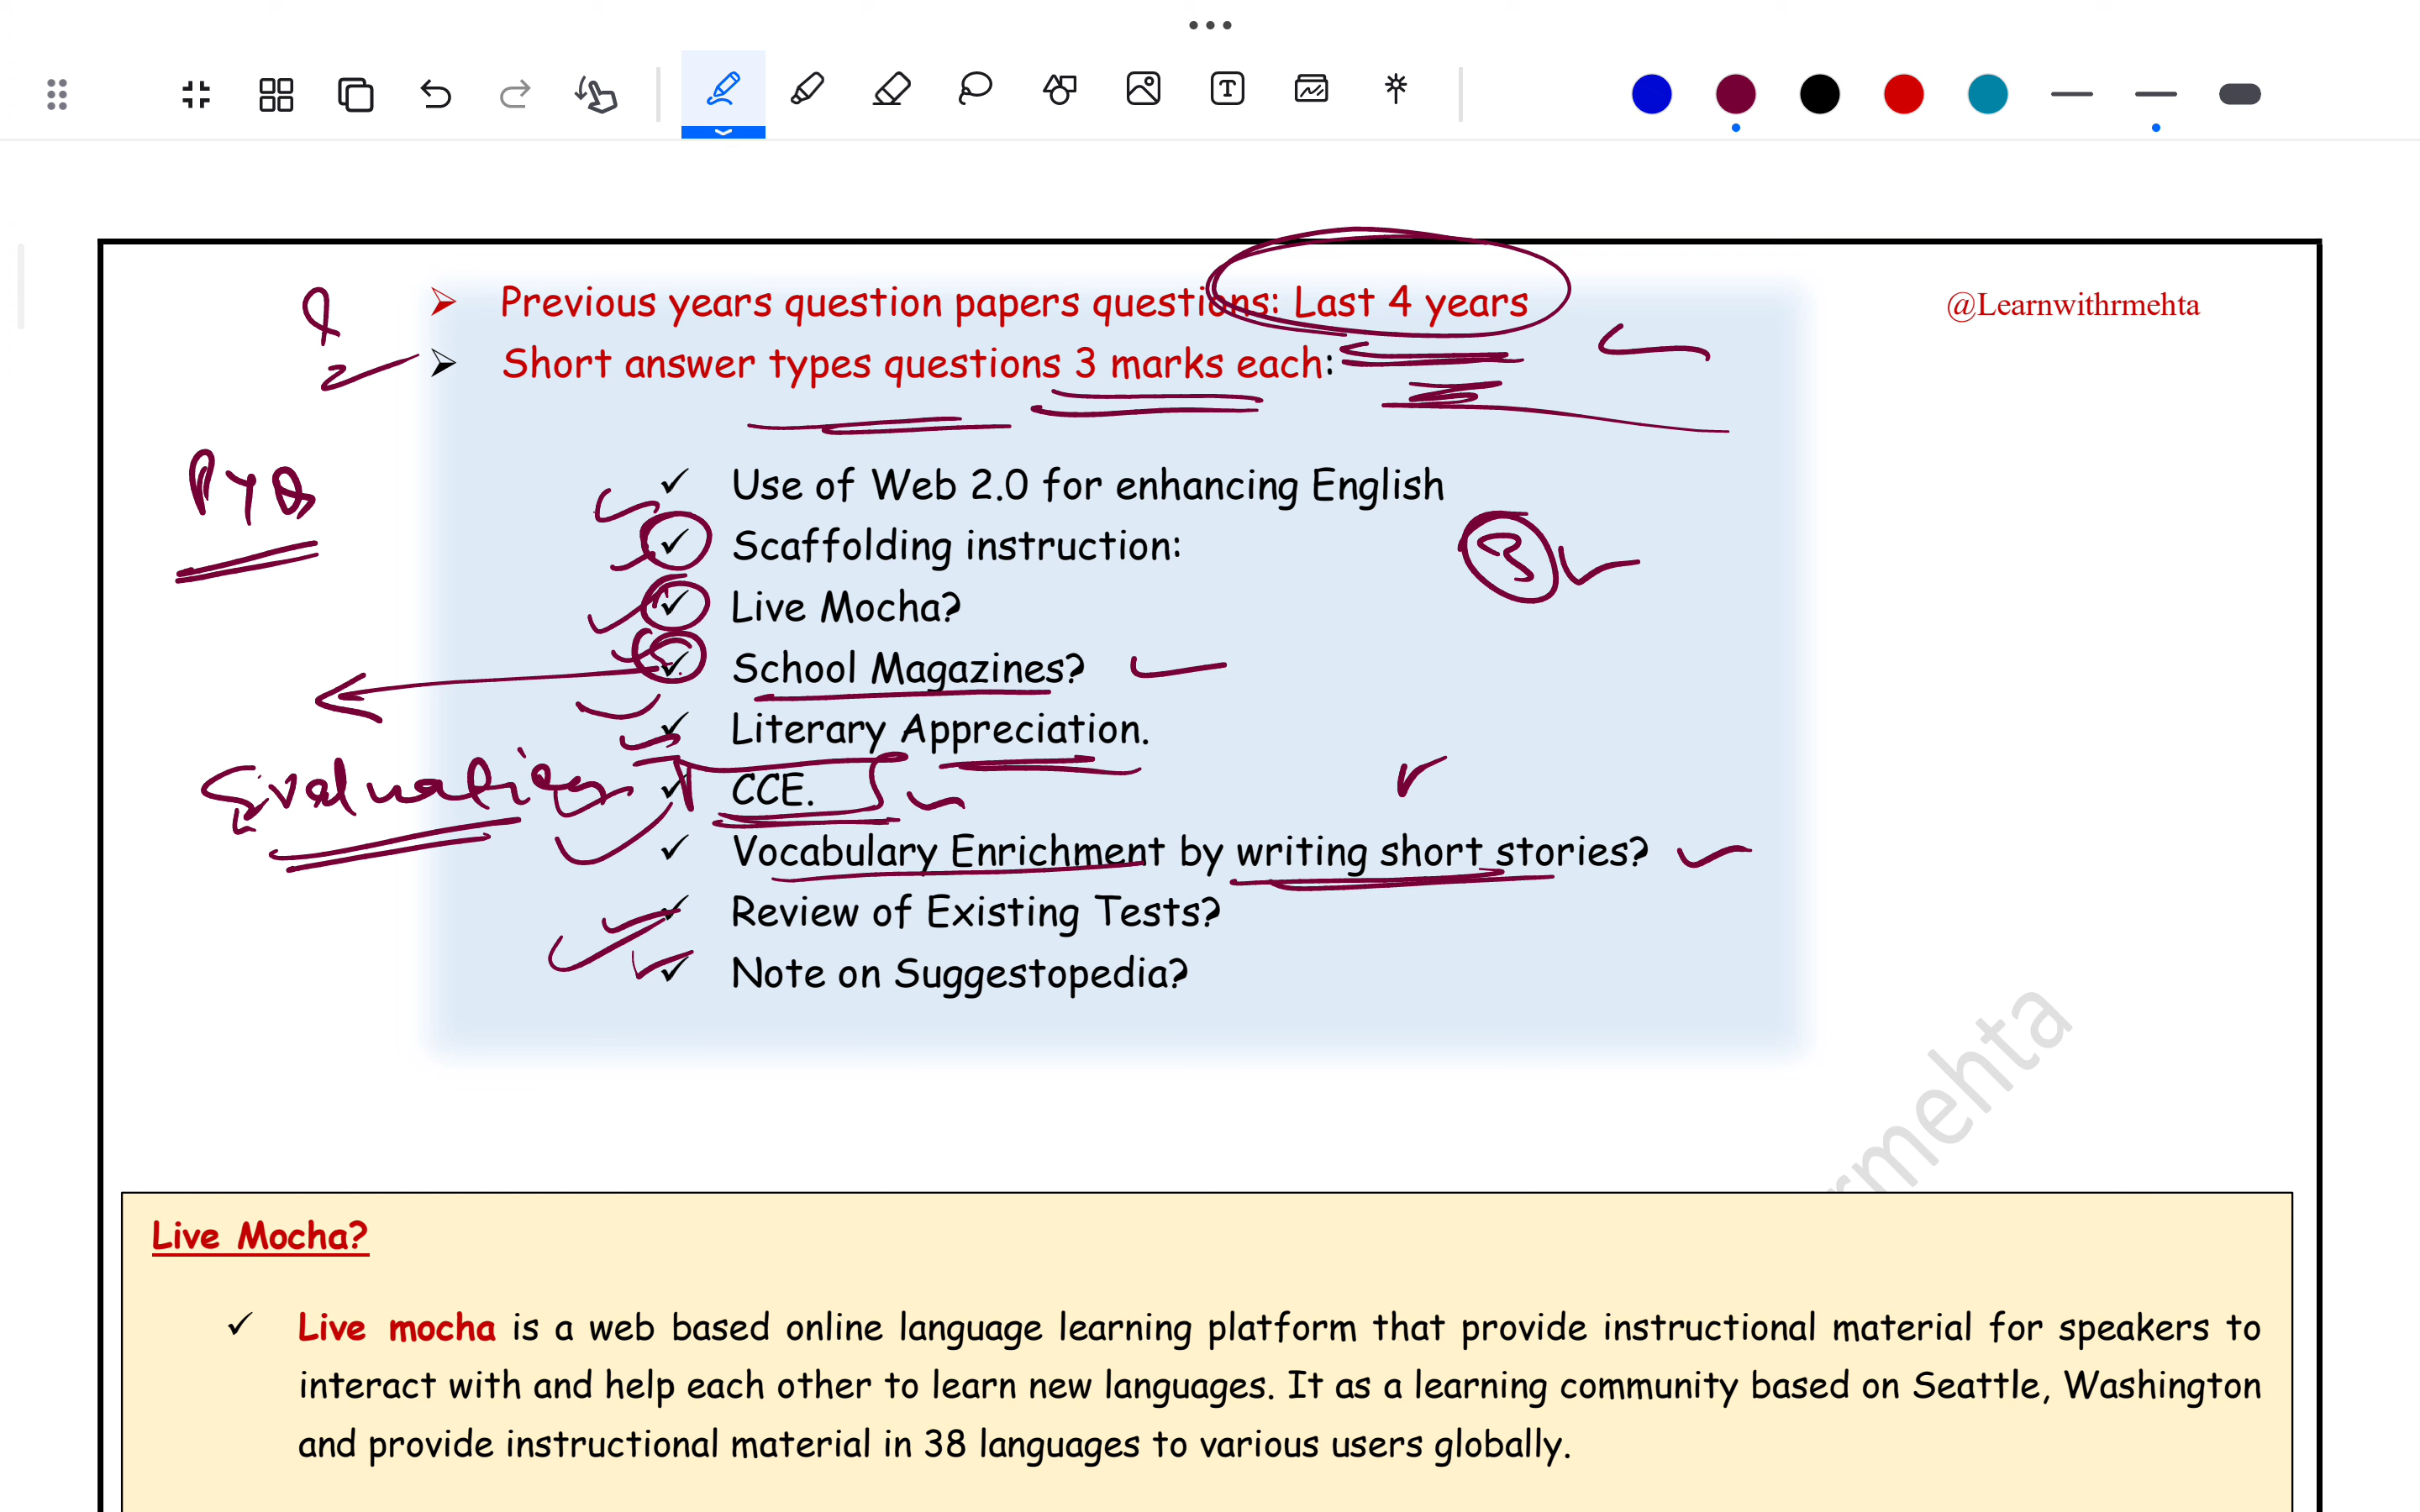 ➢ Previous years question papers questions: Last 4 years
@Learnwithrmehta
➢ Short answer types questions 3 marks each:
PYQ
✓ Use of Web 2.0 for enhancing English
✓ Scaffolding instruction:
3
✓ Live Mocha?
✓ School Magazines?
✓ Literary Appreciation.
Evaluation
✓ CCE.
✓ Vocabulary Enrichment by writing short stories?
✓ Review of Existing Tests?
✓ Note on Suggestopedia?
rmehta
Live Mocha?
✓ Live mocha is a web based online language learning platform that provide instructional material for speakers to
interact with and help each other to learn new languages. It as a learning community based on Seattle, Washington
and provide instructional material in 38 languages to various users globally.